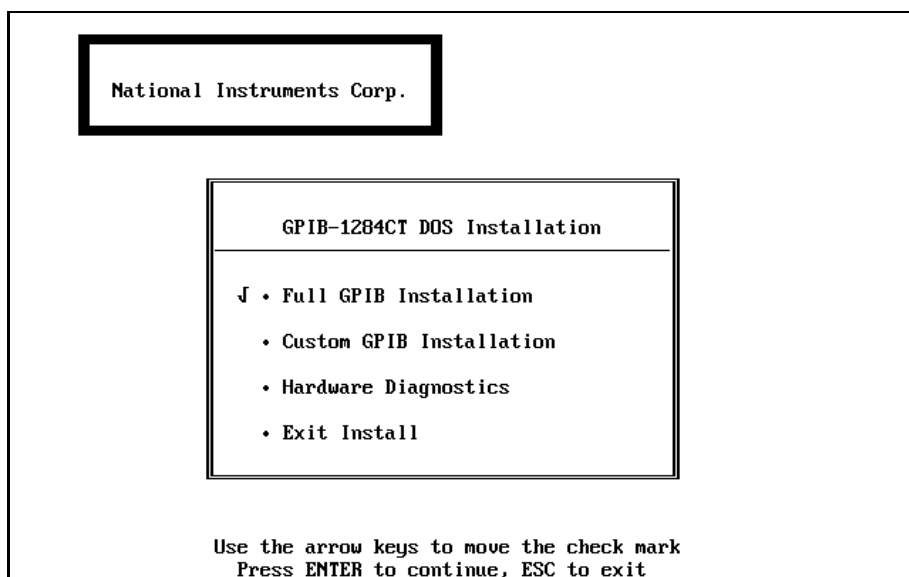 National Instruments Corp.
GPIB-1284CT DOS Installation
√ • Full GPIB Installation
• Custom GPIB Installation
• Hardware Diagnostics
• Exit Install
Use the arrow keys to move the check mark
Press ENTER to continue, ESC to exit